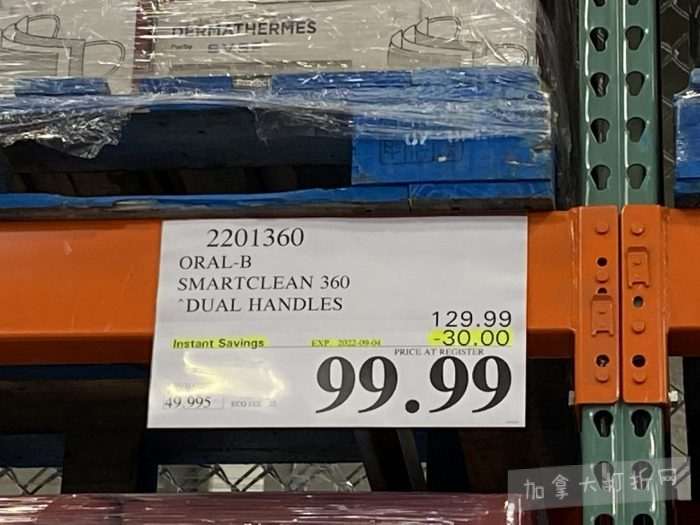 DERMATHERMES
2201360
ORAL-B
SMARTCLEAN 360
^DUAL HANDLES
129.99
Instant Savings EXP. 2022-09-04 -30.00
PRICE AT REGISTER
99.99
49.995
加拿大打折网